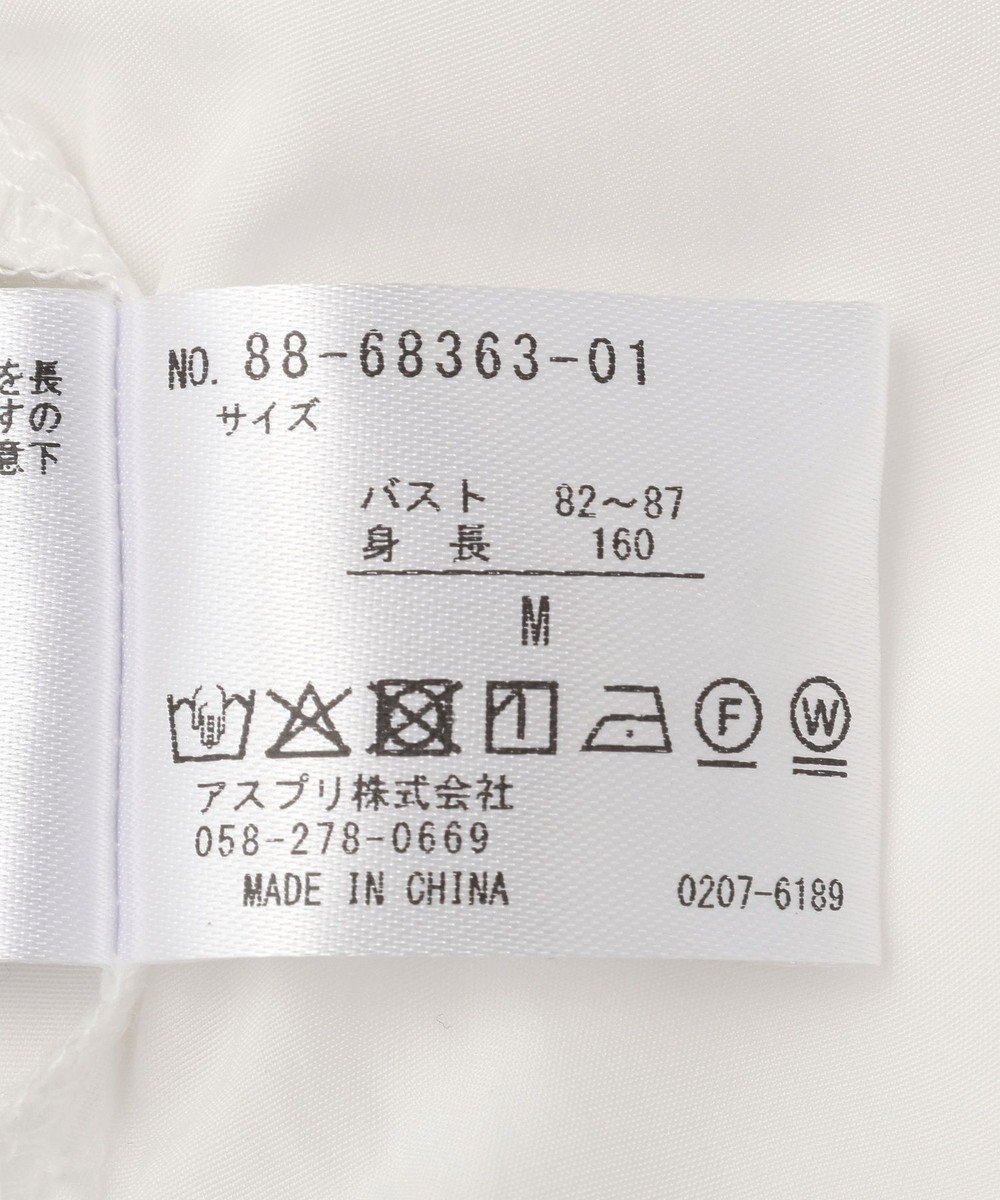 長
をの
す下
意
NO. 88-68363-01
サイズ
バスト 82～87
身 長 160
M
F W
アスプリ株式会社
058-278-0669
MADE IN CHINA 0207-6189